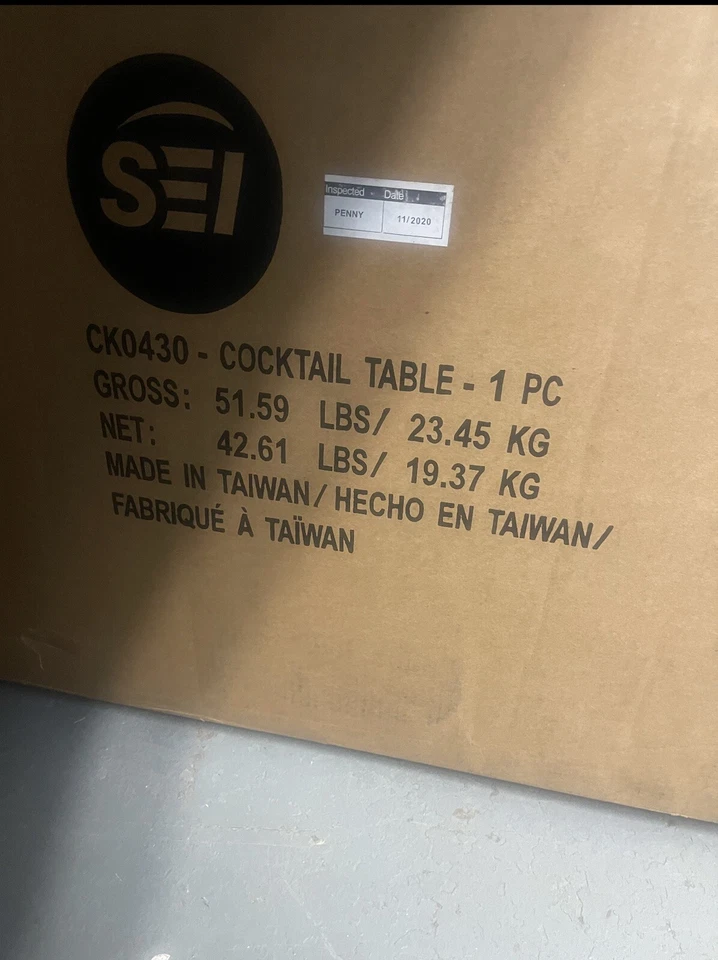 SEI
Inspected Date
PENNY 11/2020
CK0430 - COCKTAIL TABLE - 1 PC
GROSS: 51.59 LBS/ 23.45 KG
NET: 42.61 LBS/ 19.37 KG
MADE IN TAIWAN/HECHO EN TAIWAN/
FABRIQUÉ À TAÏWAN